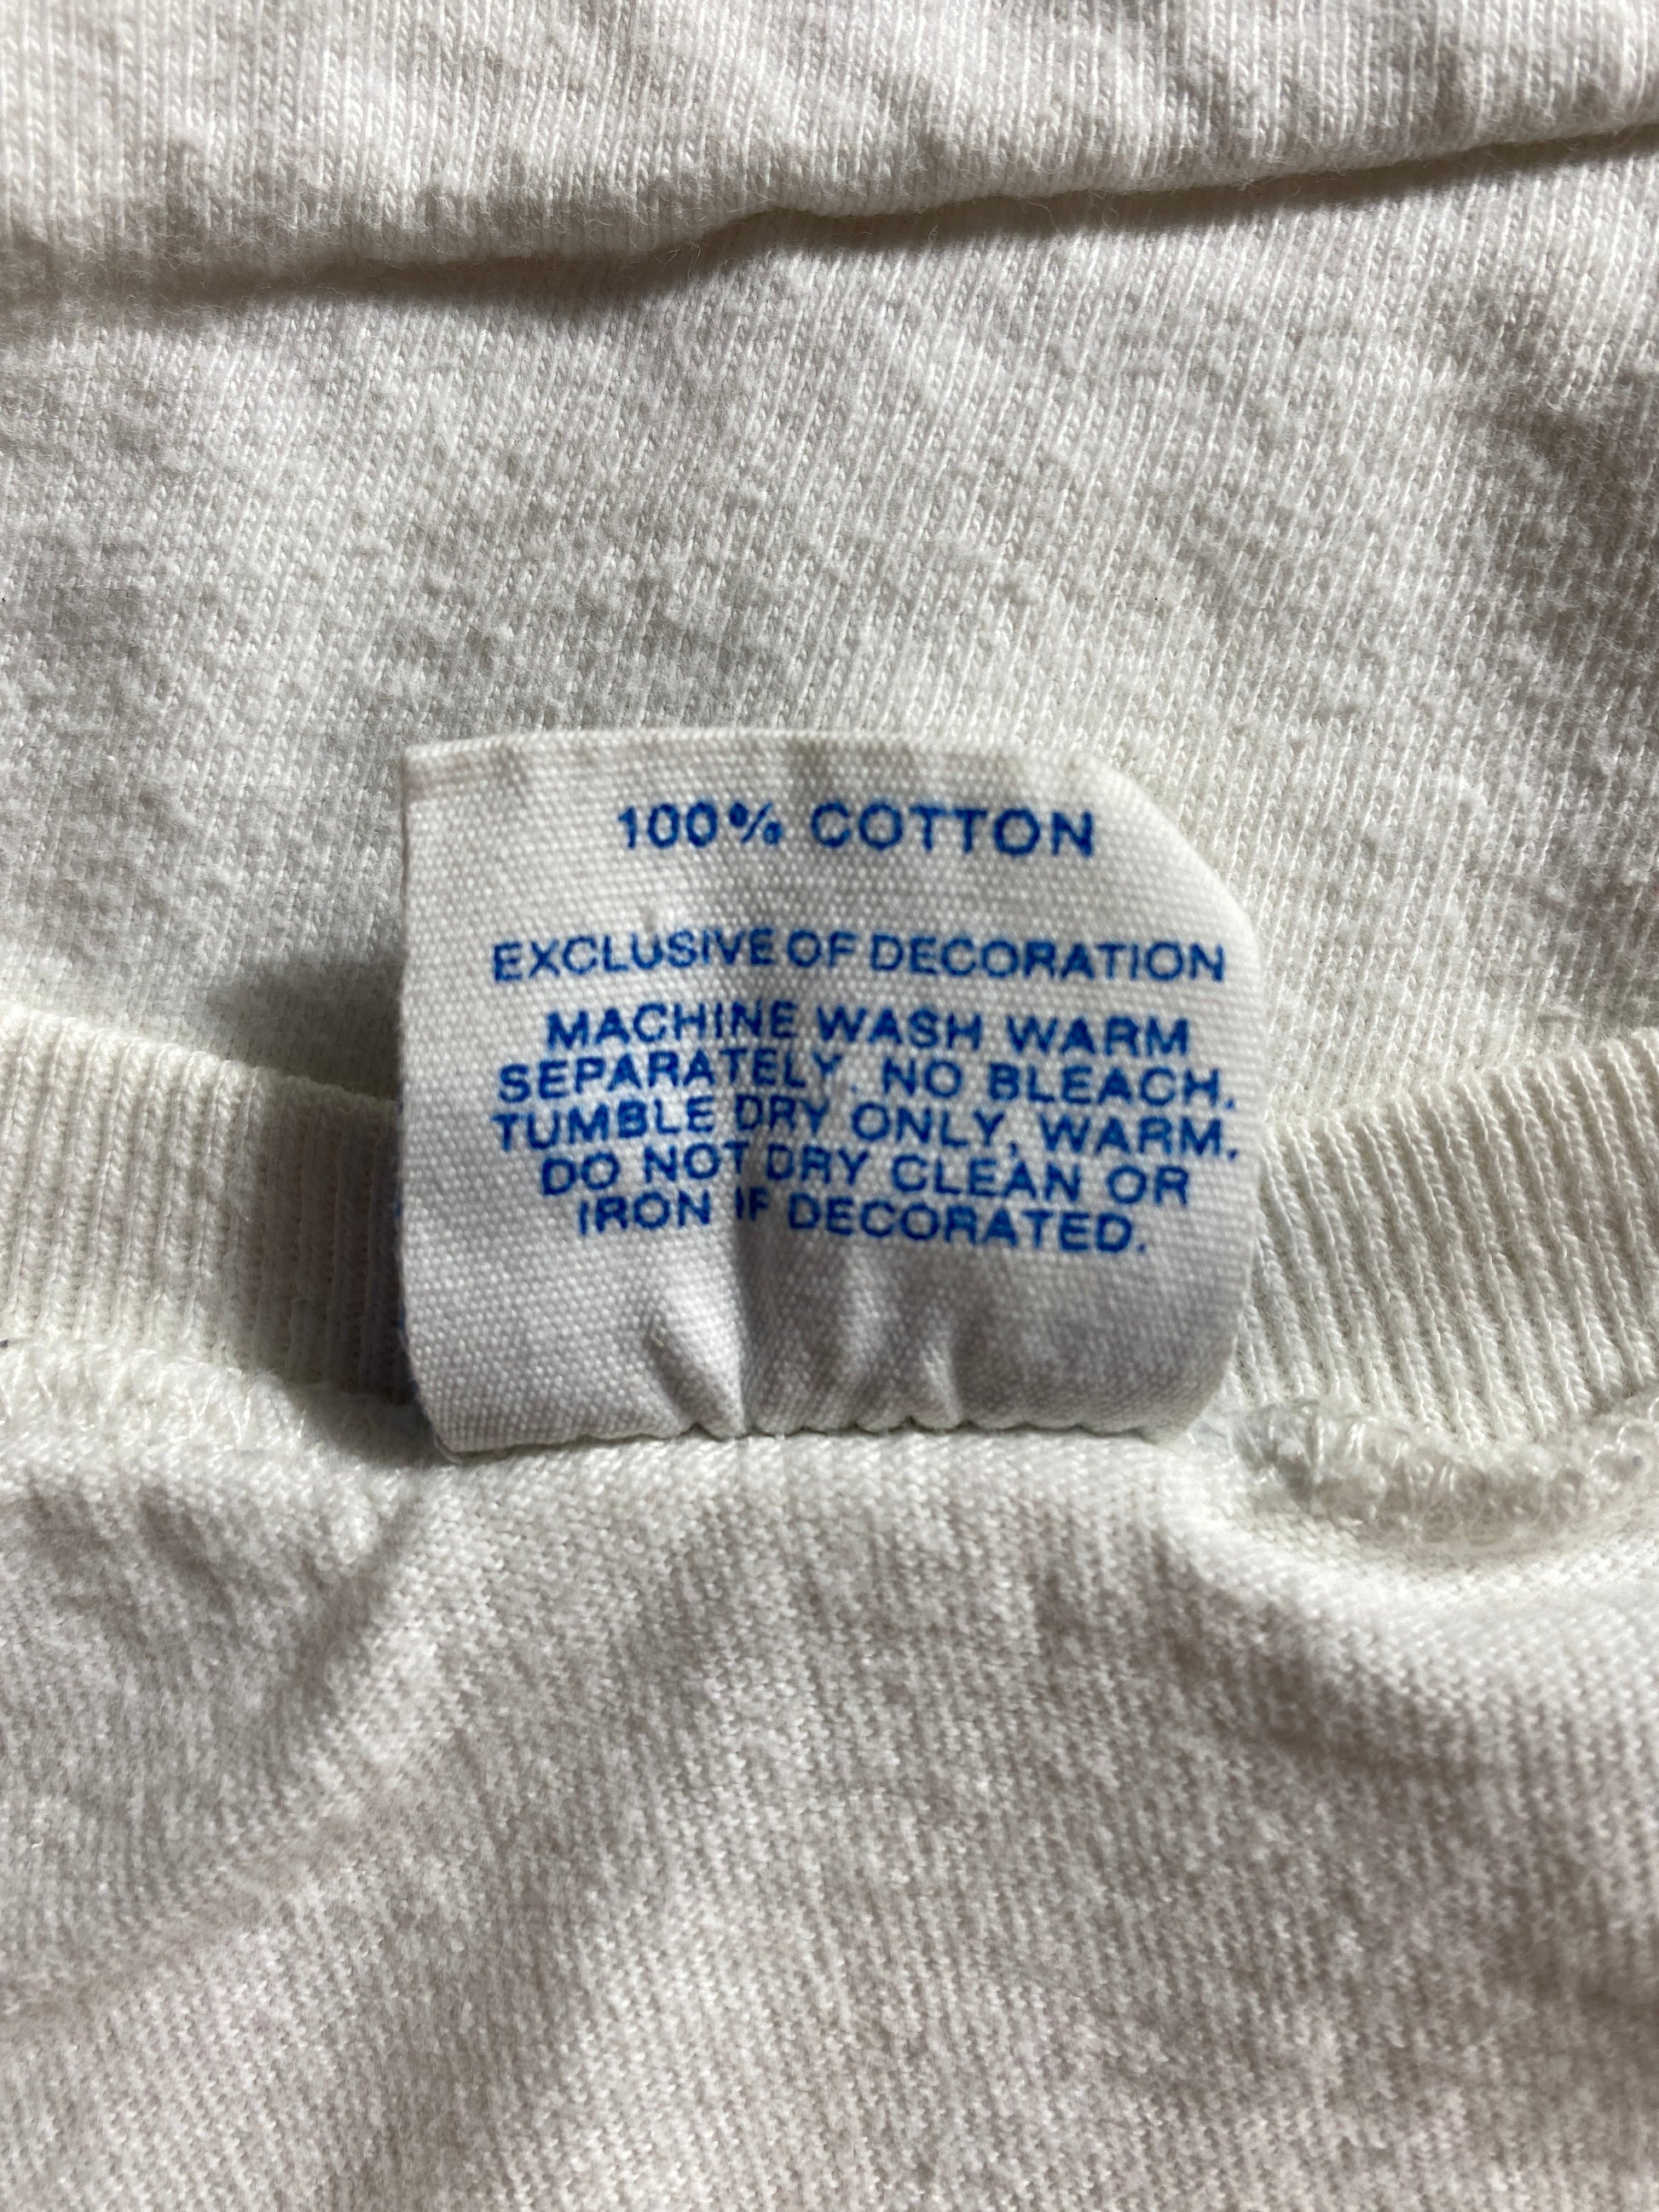 100% COTTON
EXCLUSIVE OF DECORATION
MACHINE WASH WARM
SEPARATELY. NO BLEACH.
TUMBLE DRY ONLY, WARM.
DO NOT DRY CLEAN OR
IRON IF DECORATED.